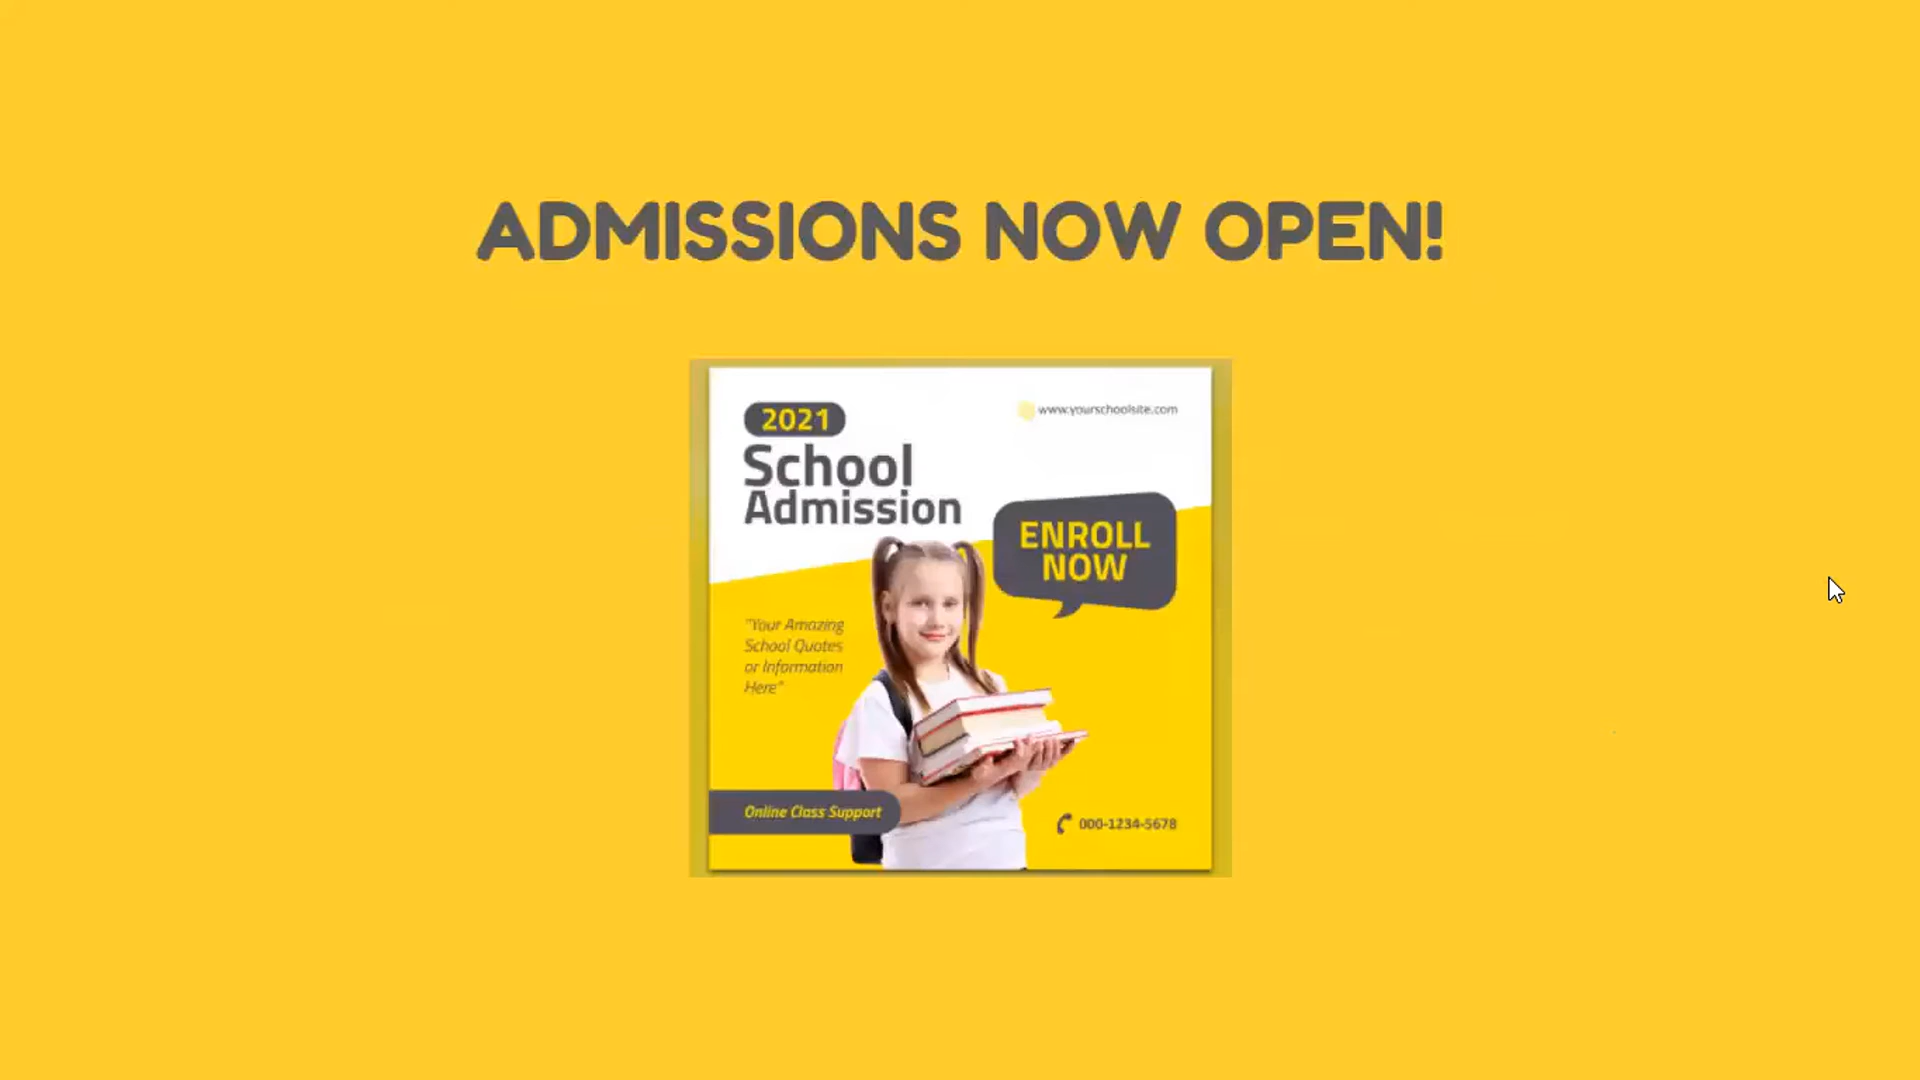 ADMISSIONS NOW OPEN!
2021
www.yourschoolsite.com
School
Admission
ENROLL
NOW
"Your Amazing
School Quotes
or Information
Here"
Online Class Support
000-1234-5678